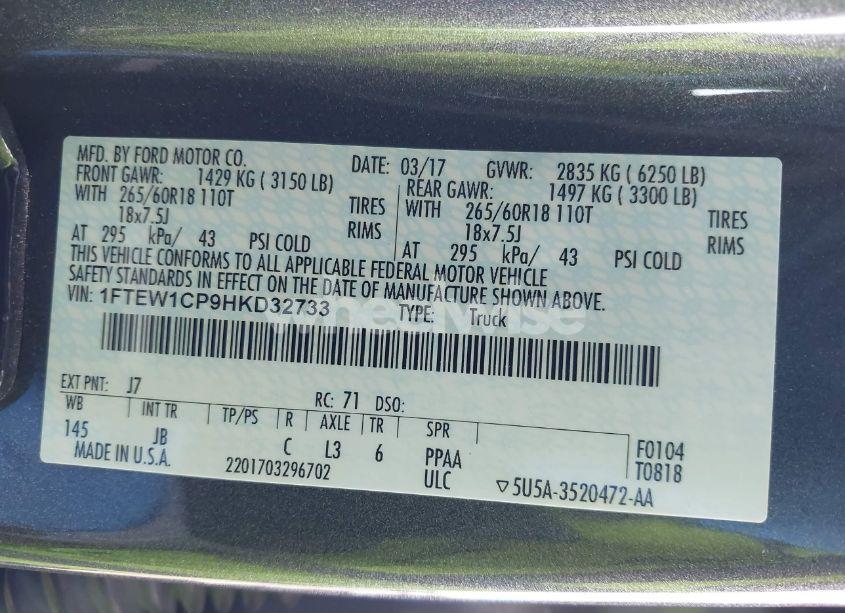 MFD. BY FORD MOTOR CO. DATE: 03/17 GVWR: 2835 KG ( 6250 LB)
FRONT GAWR: 1429 KG ( 3150 LB) REAR GAWR: 1497 KG ( 3300 LB)
WITH 265/60R18 110T TIRES WITH 265/60R18 110T TIRES
18x7.5J RIMS 18x7.5J RIMS
AT 295 kPa/ 43 PSI COLD AT 295 kPa/ 43 PSI COLD
THIS VEHICLE CONFORMS TO ALL APPLICABLE FEDERAL MOTOR VEHICLE
SAFETY STANDARDS IN EFFECT ON THE DATE OF MANUFACTURE SHOWN ABOVE.
VIN: 1FTEW1CP9HKD32733 TYPE: Truck
EXT PNT: J7 RC: 71 DSO:
WB INT TR TP/PS R AXLE TR SPR
145 JB C L3 6 PPAA F0104
MADE IN U.S.A. 2201703296702 ULC ▽5U5A-3520472-AA T0818
wheelwise